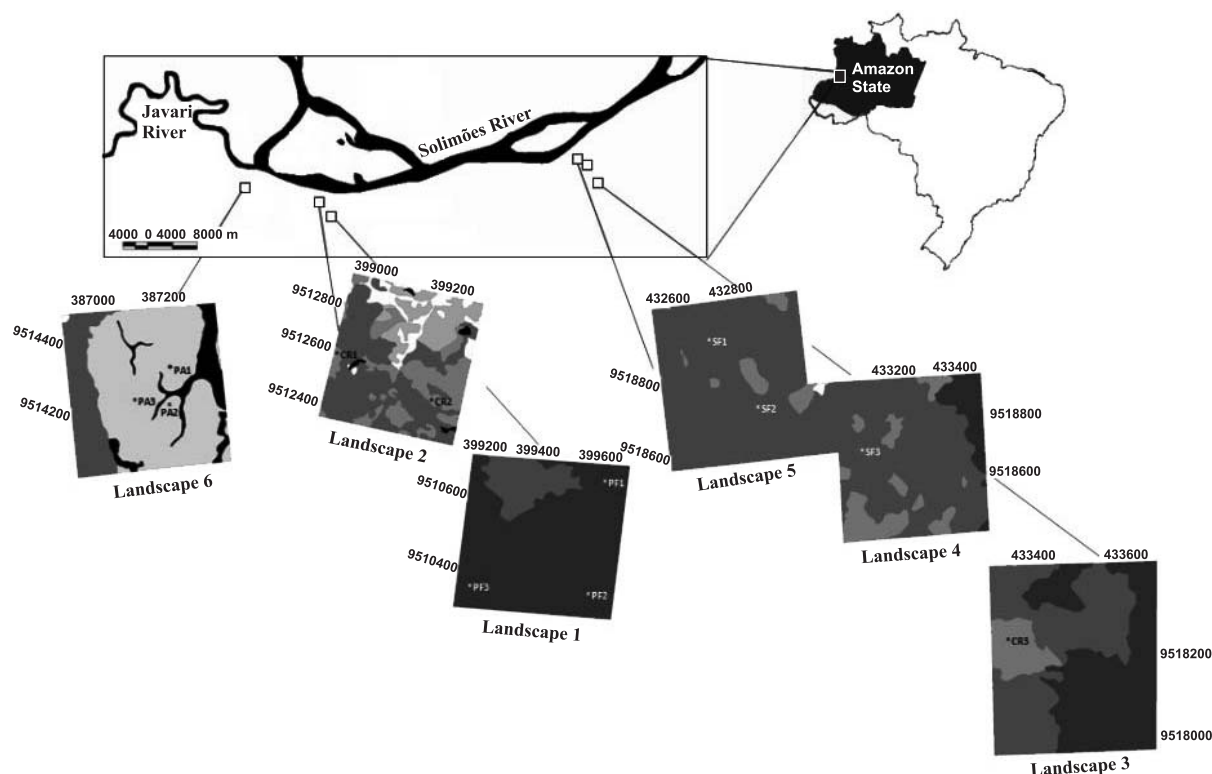 Amazon
State
Javari
River
Solimões River
4000 0 4000 8000 m
387000 387200
9514400
9514200
*PA1
*PA3
*PA2
Landscape 6
399000
399200
9512800
9512600
9512400
*CR1
*CR2
Landscape 2
399200
399400
399600
9510600
9510400
*PF1
*PF3
*PF2
Landscape 1
432600
432800
9518800
9518600
*SF1
*SF2
Landscape 5
433200
433400
9518800
9518600
*SF3
Landscape 4
433400
433600
9518200
9518000
*CR3
Landscape 3